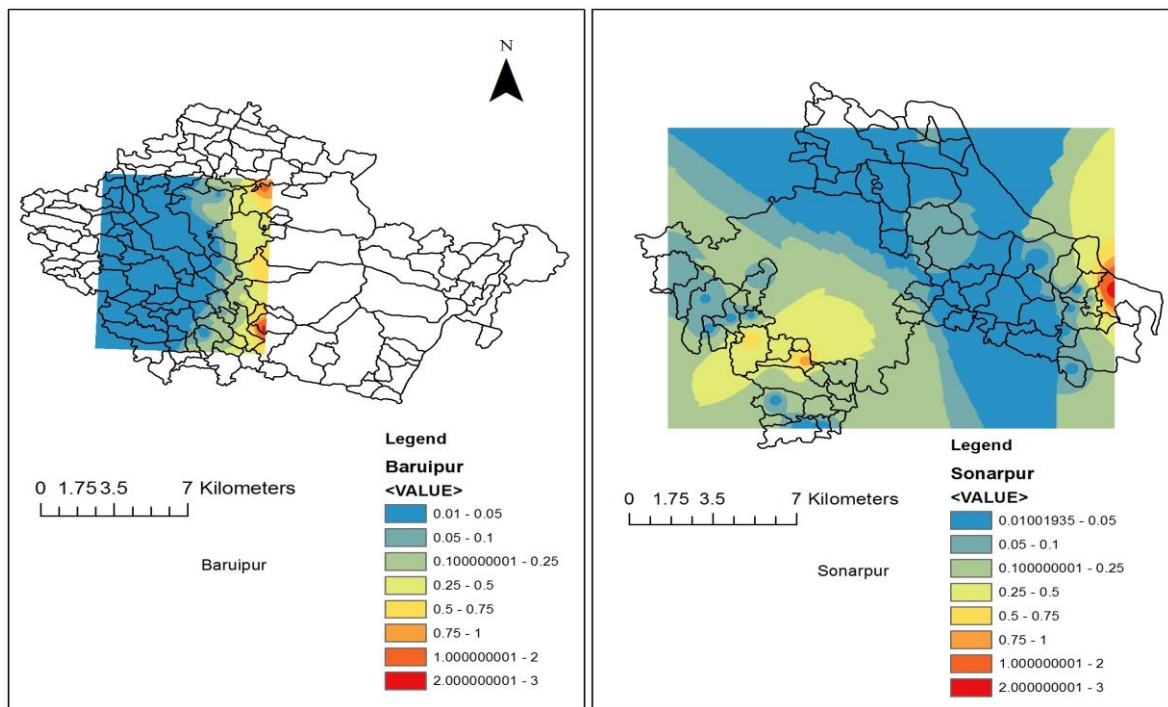 N
Legend
Baruipur
<VALUE>
0 1.75 3.5 7 Kilometers
0.01 - 0.05
0.05 - 0.1
0.100000001 - 0.25
0.25 - 0.5
0.5 - 0.75
0.75 - 1
1.000000001 - 2
2.000000001 - 3
Baruipur
Legend
Sonarpur
<VALUE>
0 1.75 3.5 7 Kilometers
0.01001935 - 0.05
0.05 - 0.1
0.100000001 - 0.25
0.25 - 0.5
0.5 - 0.75
0.75 - 1
1.000000001 - 2
2.000000001 - 3
Sonarpur